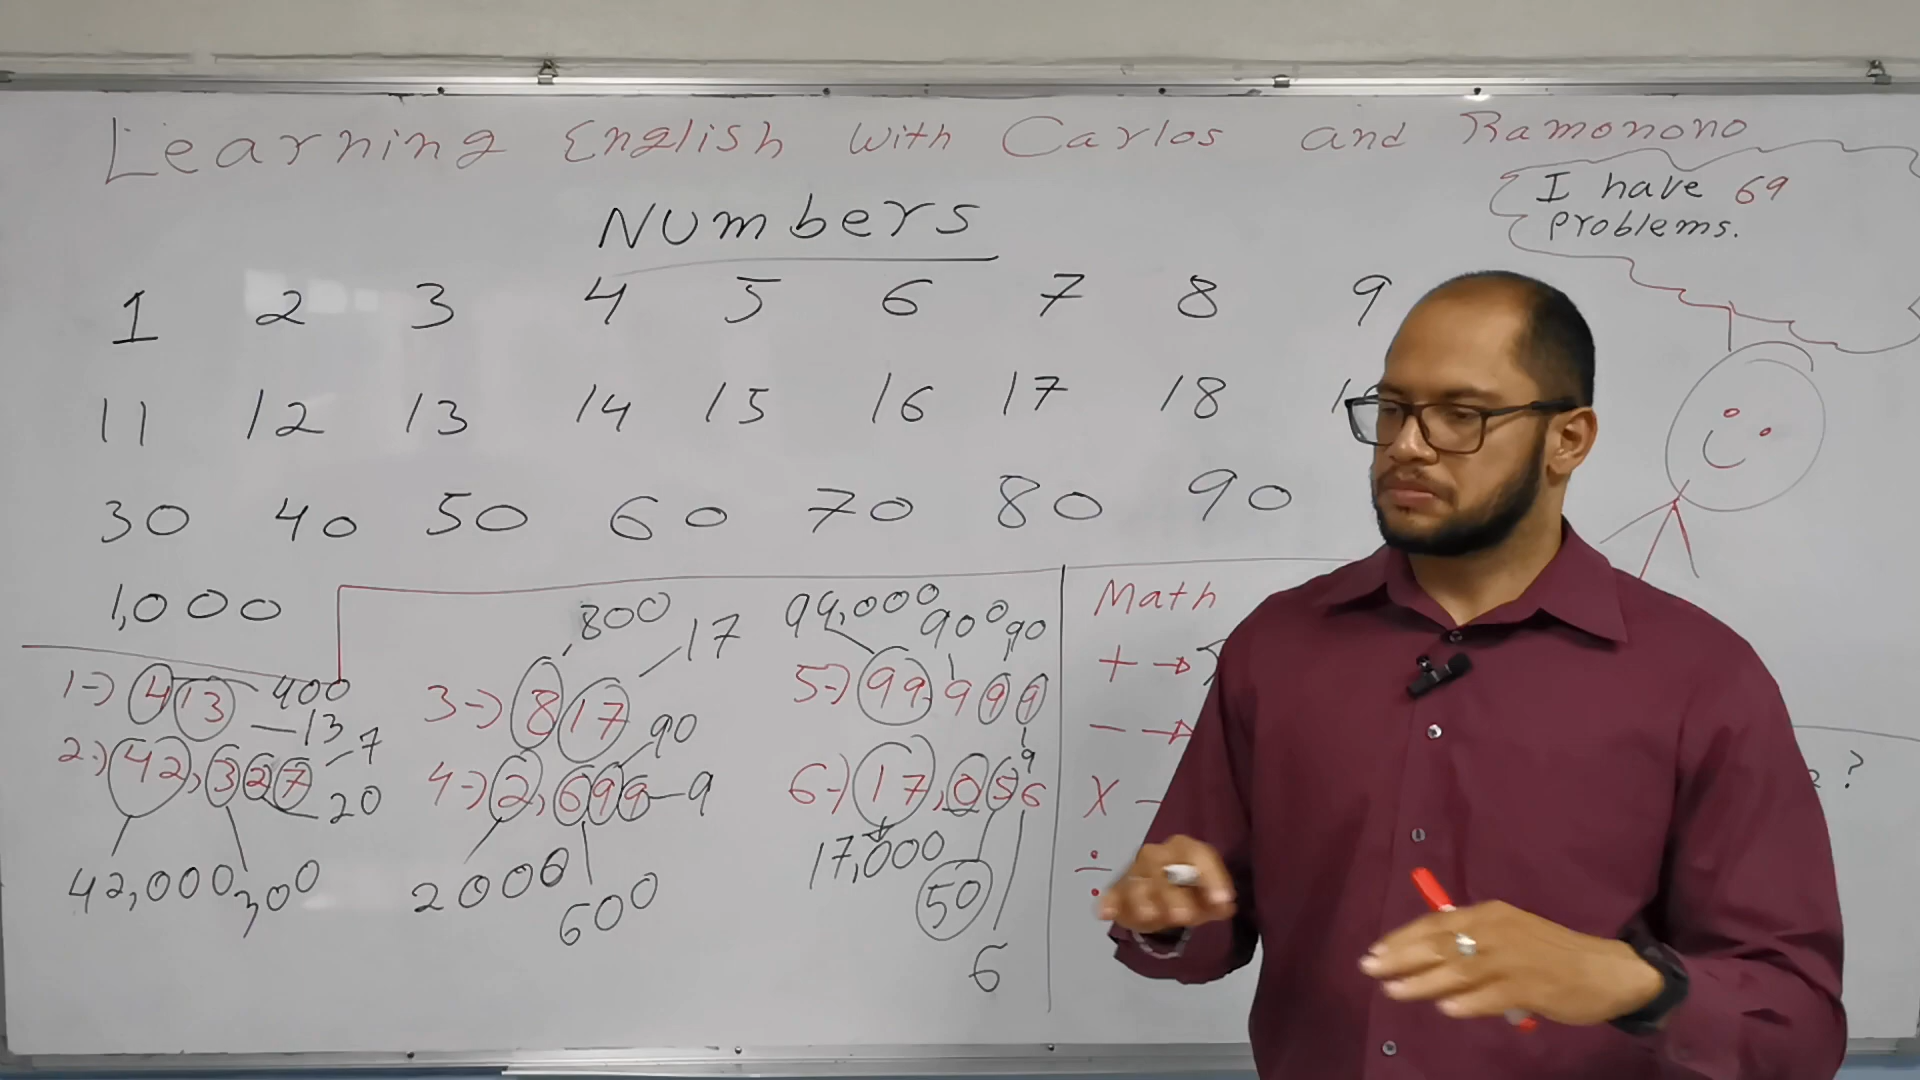 Learning English with Carlos and Ramonono
I have 69
problems.
Numbers
1 2 3 4 5 6 7 8 9
11 12 13 14 15 16 17 18
30 40 50 60 70 80 90
1,000
800
17
99,000 900 90
Math
1-) 413 400
13
3-) 817
5-) 99,999
9
+ →
- →
2-) 42,327 7
20
90
4-) 2,699 9
6-) 17,056
x -
÷
?
42,000 300
2000
600
17,000
50
6